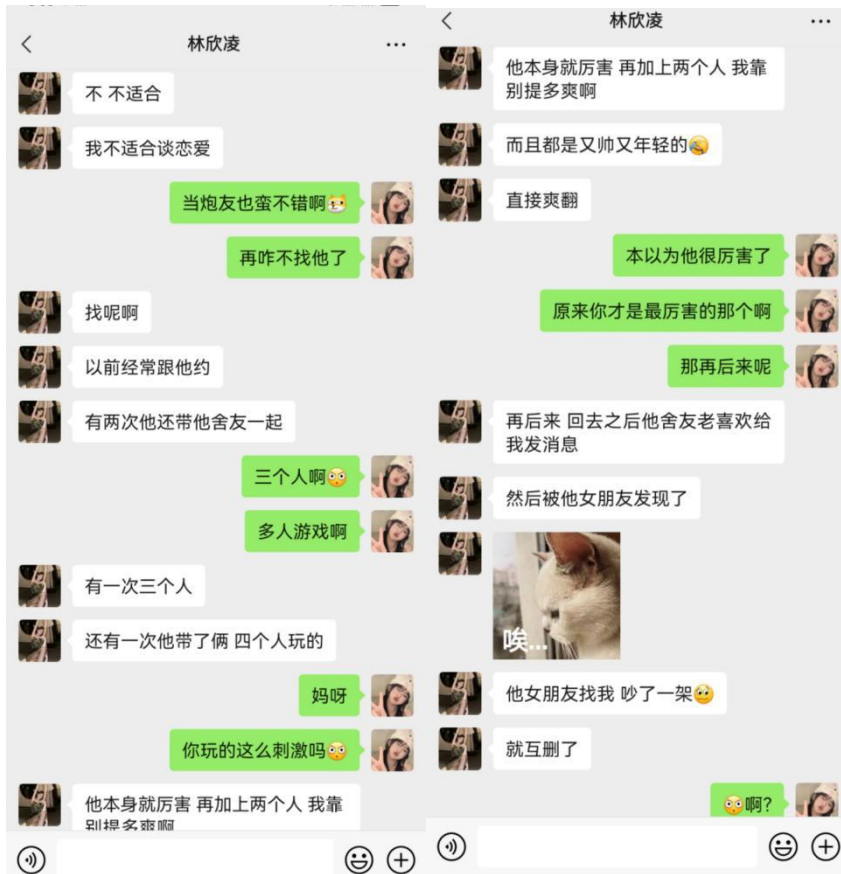 林欣凌
不 不适合
我不适合谈恋爱
当炮友也蛮不错啊
再咋不找他了
找呢啊
以前经常跟他约
有两次他还带他舍友一起
三个人啊
多人游戏啊
有一次三个人
还有一次他带了俩 四个人玩的
妈呀
你玩的这么刺激吗
他本身就厉害 再加上两个人 我靠
别提多爽啊
林欣凌
他本身就厉害 再加上两个人 我靠
别提多爽啊
而且都是又帅又年轻的
直接爽翻
本以为他很厉害了
原来你才是最厉害的那个啊
那再后来呢
再后来 回去之后他舍友老喜欢给
我发消息
然后被他女朋友发现了
唉...
他女朋友找我 吵了一架
就互删了
啊?